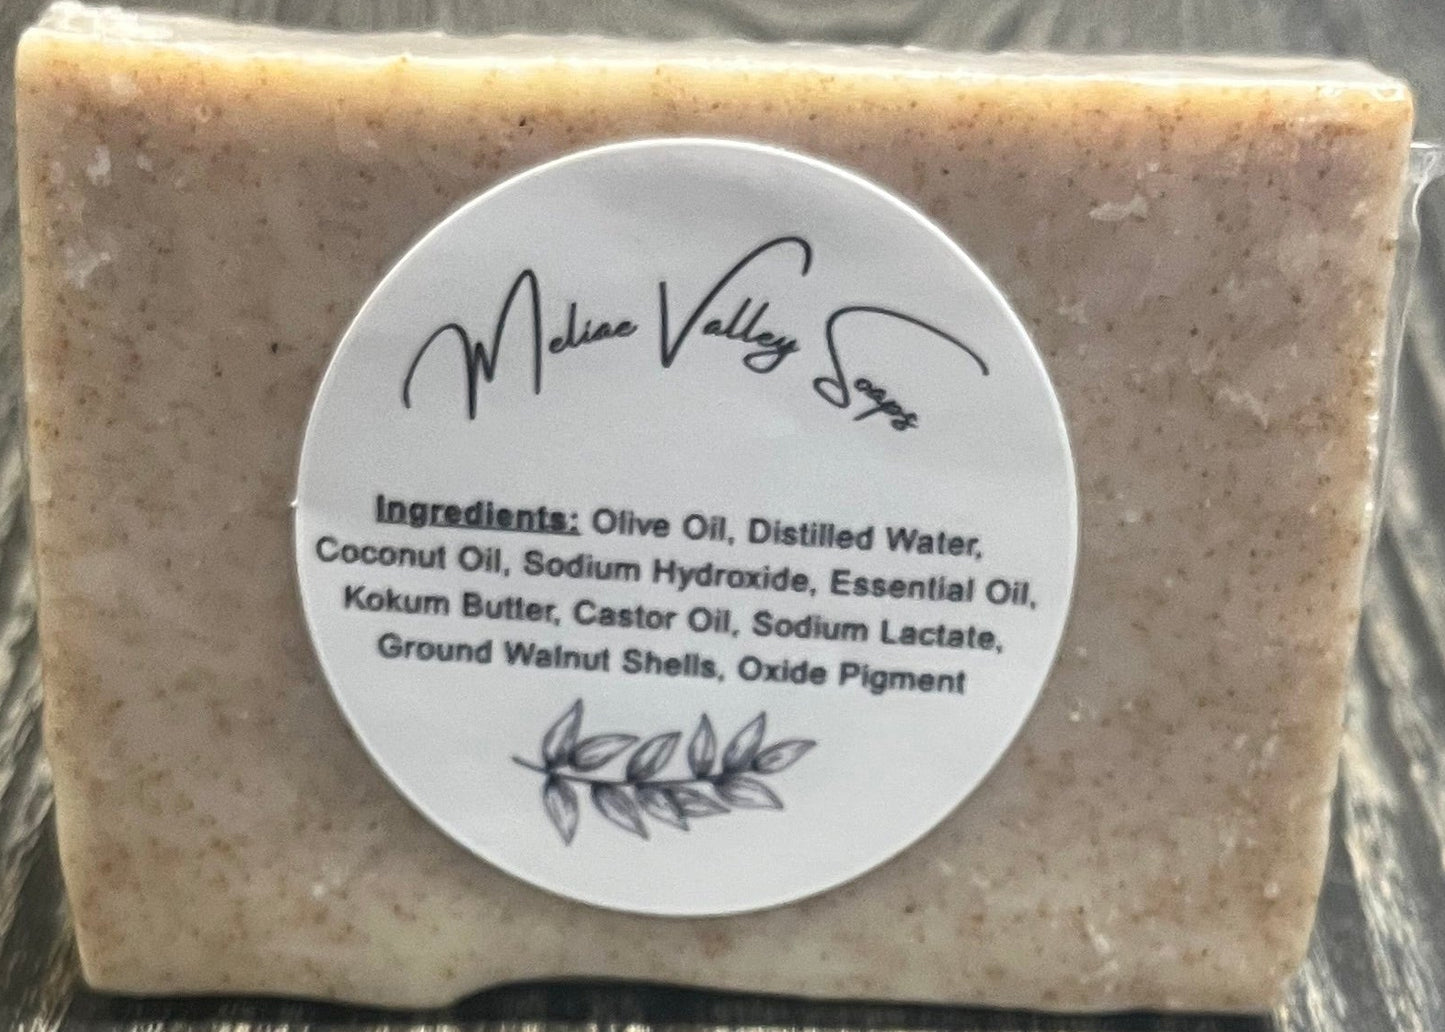 Meliae Valley Soaps
Ingredients: Olive Oil, Distilled Water,
Coconut Oil, Sodium Hydroxide, Essential Oil,
Kokum Butter, Castor Oil, Sodium Lactate,
Ground Walnut Shells, Oxide Pigment